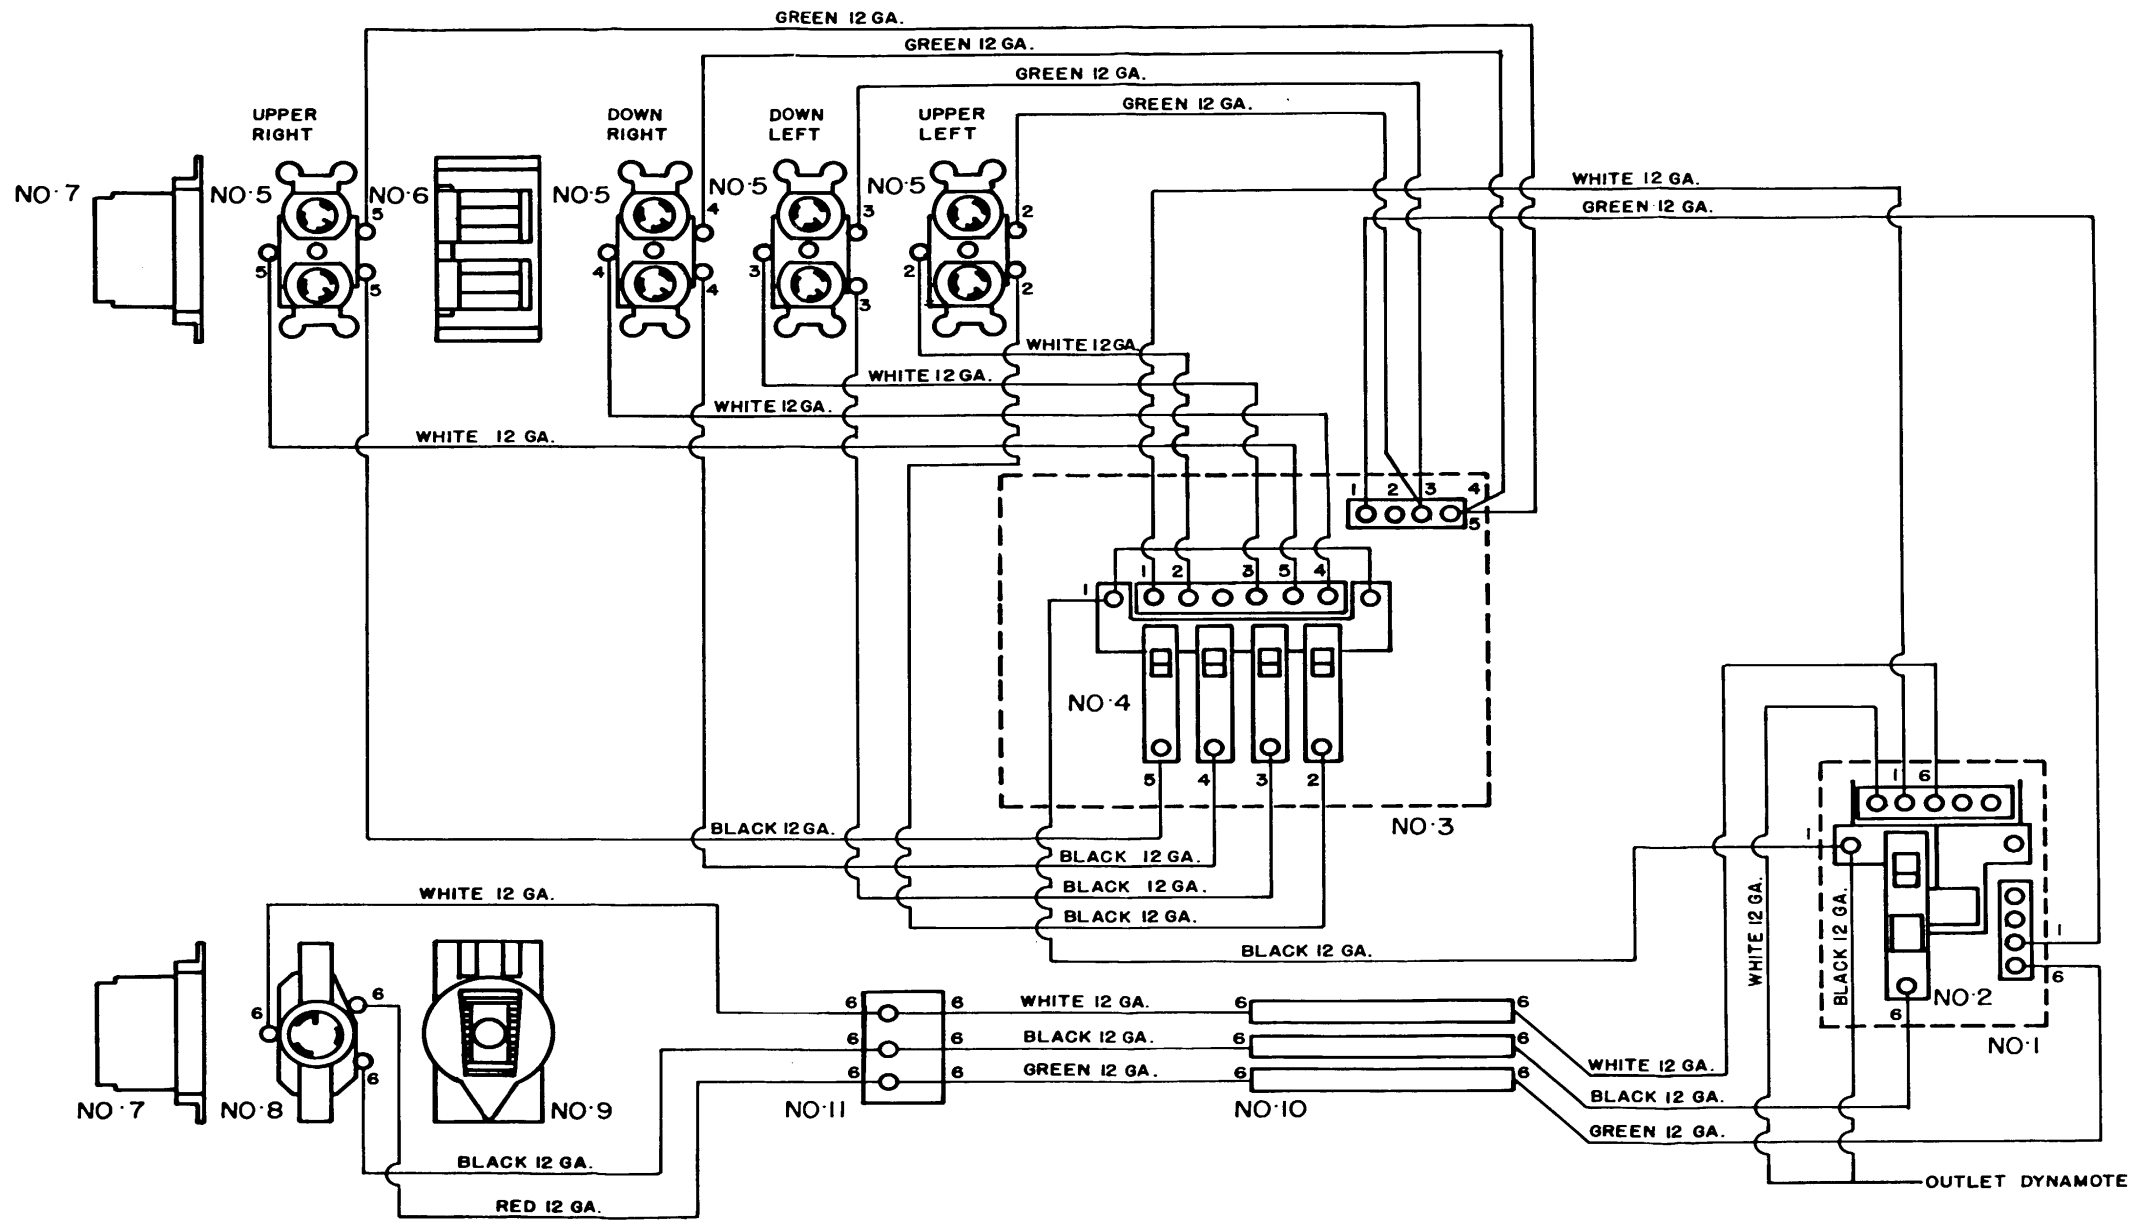 GREEN 12 GA.
GREEN 12 GA.
GREEN 12 GA.
GREEN 12 GA.
UPPER
RIGHT
DOWN
RIGHT
DOWN
LEFT
UPPER
LEFT
WHITE 12 GA.
GREEN 12 GA.
NO·7
NO·5
NO·6
NO·5
NO·5
NO·5
5
4
3
2
5
5
4
4
3
3
2
2
WHITE 12GA.
WHITE 12 GA.
WHITE 12GA.
WHITE 12 GA.
1 2 3 4
5
1 2 3 5 4
1
NO·4
5 4 3 2
NO·3
1 6
1
BLACK 12GA.
BLACK 12 GA.
BLACK 12 GA.
BLACK 12 GA.
BLACK 12 GA.
WHITE 12 GA.
WHITE 12 GA.
BLACK 12 GA.
1
6
NO·2
6
NO·1
6
6
6
NO·7
NO·8
NO·9
6 6 WHITE 12 GA. 6 6
6 6 BLACK 12 GA. 6 6
6 6 GREEN 12 GA. 6 6
NO·11
NO·10
WHITE 12 GA.
BLACK 12 GA.
GREEN 12 GA.
BLACK 12 GA.
RED 12 GA.
OUTLET DYNAMOTE